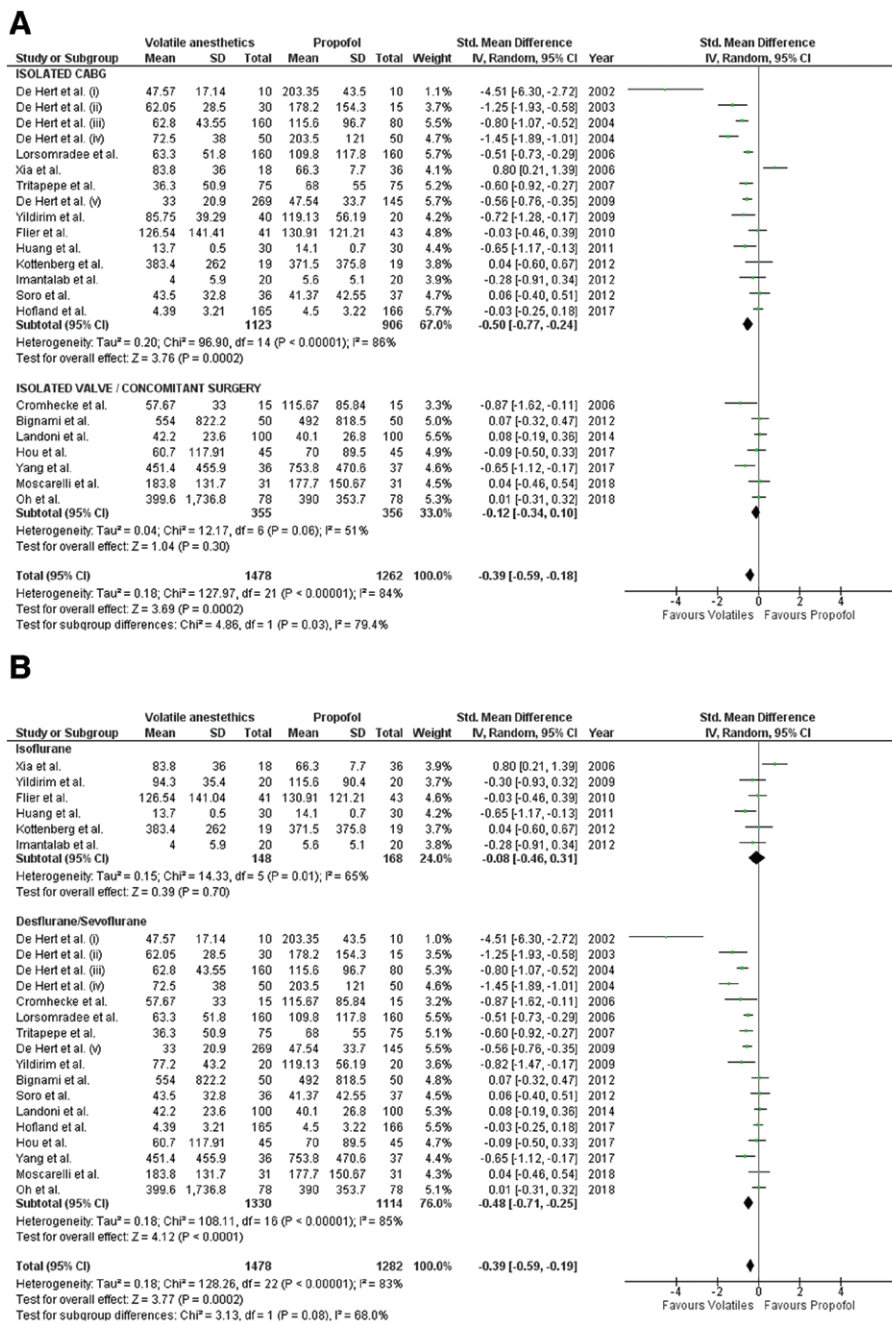 A
Volatile anesthetics Propofol Std. Mean Difference Std. Mean Difference
Study or Subgroup Mean SD Total Mean SD Total Weight IV, Random, 95% CI Year IV, Random, 95% CI
ISOLATED CABG
De Hert et al. (i) 47.57 17.14 10 203.35 43.5 10 1.1% -4.51 [-6.30, -2.72] 2002
De Hert et al. (ii) 62.05 28.5 30 178.2 154.3 15 3.7% -1.25 [-1.93, -0.58] 2003
De Hert et al. (iii) 62.8 43.55 160 115.6 96.7 80 5.5% -0.80 [-1.07, -0.52] 2004
De Hert et al. (iv) 72.5 38 50 203.5 121 50 4.7% -1.45 [-1.89, -1.01] 2004
Lorsomradee et al. 63.3 51.8 160 109.8 117.8 160 5.7% -0.51 [-0.73, -0.29] 2006
Xia et al. 83.8 36 18 66.3 7.7 36 4.1% 0.80 [0.21, 1.39] 2006
Tritapepe et al. 36.3 50.9 75 68 55 75 5.3% -0.60 [-0.92, -0.27] 2007
De Hert et al. (v) 33 20.9 269 47.54 33.7 145 5.7% -0.56 [-0.76, -0.35] 2009
Yildirim et al. 85.75 39.29 40 119.13 56.19 20 4.2% -0.72 [-1.28, -0.17] 2009
Flier et al. 126.54 141.41 41 130.91 121.21 43 4.8% -0.03 [-0.46, 0.39] 2010
Huang et al. 13.7 0.5 30 14.1 0.7 30 4.4% -0.65 [-1.17, -0.13] 2011
Kottenberg et al. 383.4 262 19 371.5 375.8 19 3.9% 0.04 [-0.60, 0.67] 2012
Imantalab et al. 4 5.9 20 5.6 5.1 20 3.9% -0.28 [-0.91, 0.34] 2012
Soro et al. 43.5 32.8 36 41.37 42.55 37 4.6% 0.06 [-0.40, 0.51] 2012
Hofland et al. 4.39 3.21 165 4.5 3.22 166 5.7% -0.03 [-0.25, 0.18] 2017
Subtotal (95% CI) 1123 906 67.0% -0.50 [-0.77, -0.24]
Heterogeneity: Tau² = 0.20; Chi² = 96.90, df = 14 (P < 0.00001); I² = 86%
Test for overall effect: Z = 3.76 (P = 0.0002)
ISOLATED VALVE / CONCOMITANT SURGERY
Cromhecke et al. 57.67 33 15 115.67 85.84 15 3.3% -0.87 [-1.62, -0.11] 2006
Bignami et al. 554 822.2 50 492 818.5 50 5.0% 0.07 [-0.32, 0.47] 2012
Landoni et al. 42.2 23.6 100 40.1 26.8 100 5.5% 0.08 [-0.19, 0.36] 2014
Hou et al. 60.7 117.91 45 70 89.5 45 4.9% -0.09 [-0.50, 0.33] 2017
Yang et al. 451.4 455.9 36 753.8 470.6 37 4.6% -0.65 [-1.12, -0.17] 2017
Moscarelli et al. 183.8 131.7 31 177.7 150.67 31 4.5% 0.04 [-0.46, 0.54] 2018
Oh et al. 399.6 1,736.8 78 390 353.7 78 5.3% 0.01 [-0.31, 0.32] 2018
Subtotal (95% CI) 355 356 33.0% -0.12 [-0.34, 0.10]
Heterogeneity: Tau² = 0.04; Chi² = 12.17, df = 6 (P = 0.06); I² = 51%
Test for overall effect: Z = 1.04 (P = 0.30)
Total (95% CI) 1478 1262 100.0% -0.39 [-0.59, -0.18]
Heterogeneity: Tau² = 0.18; Chi² = 127.97, df = 21 (P < 0.00001); I² = 84%
Test for overall effect: Z = 3.69 (P = 0.0002)
Test for subgroup differences: Chi² = 4.86, df = 1 (P = 0.03), I² = 79.4%
-4 -2 0 2 4
Favours Volatiles Favours Propofol
B
Volatile anestethics Propofol Std. Mean Difference Std. Mean Difference
Study or Subgroup Mean SD Total Mean SD Total Weight IV, Random, 95% CI Year IV, Random, 95% CI
Isoflurane
Xia et al. 83.8 36 18 66.3 7.7 36 3.9% 0.80 [0.21, 1.39] 2006
Yildirim et al. 94.3 35.4 20 115.6 90.4 20 3.7% -0.30 [-0.93, 0.32] 2009
Flier et al. 126.54 141.04 41 130.91 121.21 43 4.6% -0.03 [-0.46, 0.39] 2010
Huang et al. 13.7 0.5 30 14.1 0.7 30 4.2% -0.65 [-1.17, -0.13] 2011
Kottenberg et al. 383.4 262 19 371.5 375.8 19 3.7% 0.04 [-0.60, 0.67] 2012
Imantalab et al. 4 5.9 20 5.6 5.1 20 3.7% -0.28 [-0.91, 0.34] 2012
Subtotal (95% CI) 148 168 24.0% -0.08 [-0.46, 0.31]
Heterogeneity: Tau² = 0.15; Chi² = 14.33, df = 5 (P = 0.01); I² = 65%
Test for overall effect: Z = 0.39 (P = 0.70)
Desflurane/Sevoflurane
De Hert et al. (i) 47.57 17.14 10 203.35 43.5 10 1.0% -4.51 [-6.30, -2.72] 2002
De Hert et al. (ii) 62.05 28.5 30 178.2 154.3 15 3.5% -1.25 [-1.93, -0.58] 2003
De Hert et al. (iii) 62.8 43.55 160 115.6 96.7 80 5.3% -0.80 [-1.07, -0.52] 2004
De Hert et al. (iv) 72.5 38 50 203.5 121 50 4.6% -1.45 [-1.89, -1.01] 2004
Cromhecke et al. 57.67 33 15 115.67 85.84 15 3.2% -0.87 [-1.62, -0.11] 2006
Lorsomradee et al. 63.3 51.8 160 109.8 117.8 160 5.5% -0.51 [-0.73, -0.29] 2006
Tritapepe et al. 36.3 50.9 75 68 55 75 5.1% -0.60 [-0.92, -0.27] 2007
De Hert et al. (v) 33 20.9 269 47.54 33.7 145 5.5% -0.56 [-0.76, -0.35] 2009
Yildirim et al. 77.2 43.2 20 119.13 56.19 20 3.6% -0.82 [-1.47, -0.17] 2009
Bignami et al. 554 822.2 50 492 818.5 50 4.8% 0.07 [-0.32, 0.47] 2012
Soro et al. 43.5 32.8 36 41.37 42.55 37 4.5% 0.06 [-0.40, 0.51] 2012
Landoni et al. 42.2 23.6 100 40.1 26.8 100 5.3% 0.08 [-0.19, 0.36] 2014
Hofland et al. 4.39 3.21 165 4.5 3.22 166 5.5% -0.03 [-0.25, 0.18] 2017
Hou et al. 60.7 117.91 45 70 89.5 45 4.7% -0.09 [-0.50, 0.33] 2017
Yang et al. 451.4 455.9 36 753.8 470.6 37 4.4% -0.65 [-1.12, -0.17] 2017
Moscarelli et al. 183.8 131.7 31 177.7 150.67 31 4.3% 0.04 [-0.46, 0.54] 2018
Oh et al. 399.6 1,736.8 78 390 353.7 78 5.2% 0.01 [-0.31, 0.32] 2018
Subtotal (95% CI) 1330 1114 76.0% -0.48 [-0.71, -0.25]
Heterogeneity: Tau² = 0.18; Chi² = 108.11, df = 16 (P < 0.00001); I² = 85%
Test for overall effect: Z = 4.12 (P < 0.0001)
Total (95% CI) 1478 1282 100.0% -0.39 [-0.59, -0.19]
Heterogeneity: Tau² = 0.18; Chi² = 128.26, df = 22 (P < 0.00001); I² = 83%
Test for overall effect: Z = 3.77 (P = 0.0002)
Test for subgroup differences: Chi² = 3.13, df = 1 (P = 0.08), I² = 68.0%
-4 -2 0 2 4
Favours Volatiles Favours Propofol